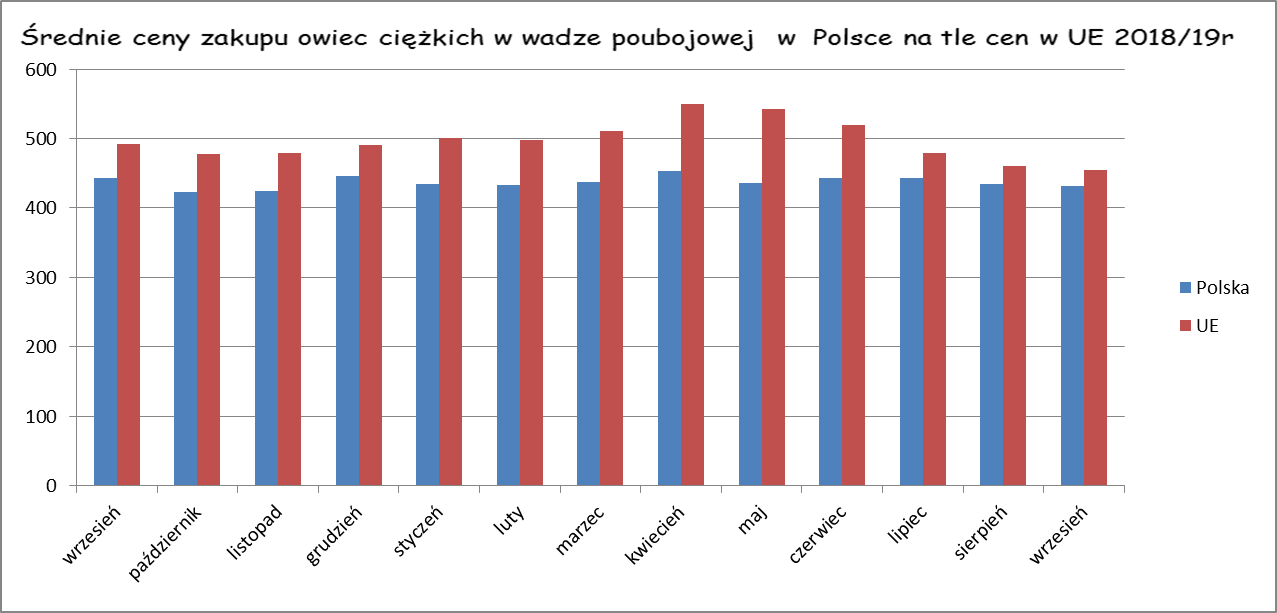 Średnie ceny zakupu owiec ciężkich w wadze poubojowej w Polsce na tle cen w UE 2018/19r
600
500
400
300
200
100
0
wrzesień
październik
listopad
grudzień
styczeń
luty
marzec
kwiecień
maj
czerwiec
lipiec
sierpień
wrzesień
Polska
UE